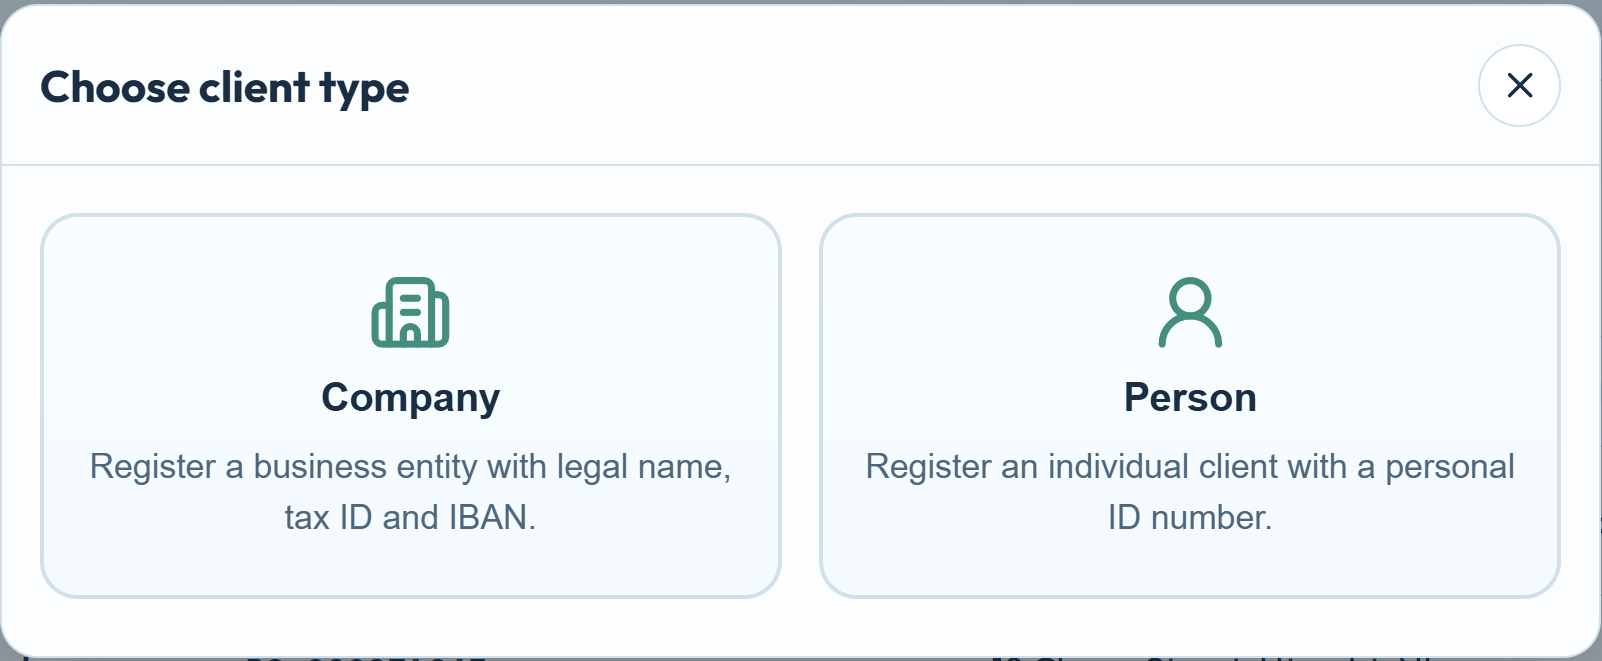 Choose client type
Company
Register a business entity with legal name,
tax ID and IBAN.
Person
Register an individual client with a personal
ID number.